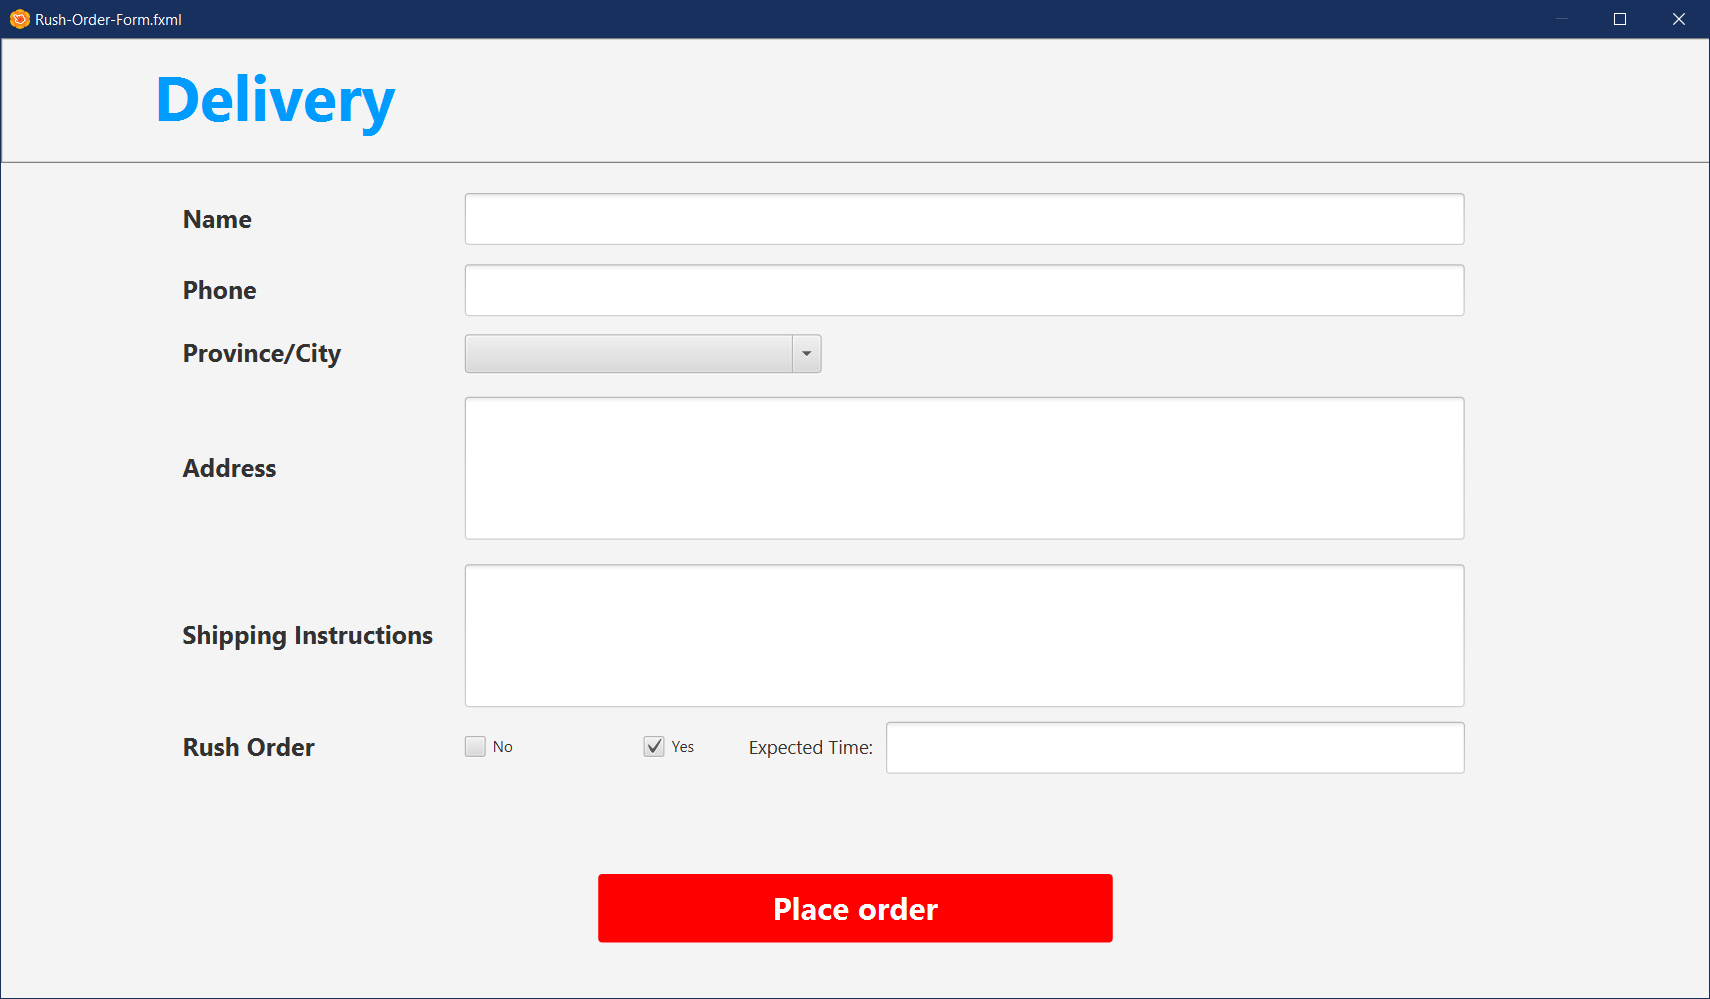 Rush-Order-Form.fxml
Delivery
Name
Phone
Province/City
Address
Shipping Instructions
Rush Order No Yes Expected Time:
Place order